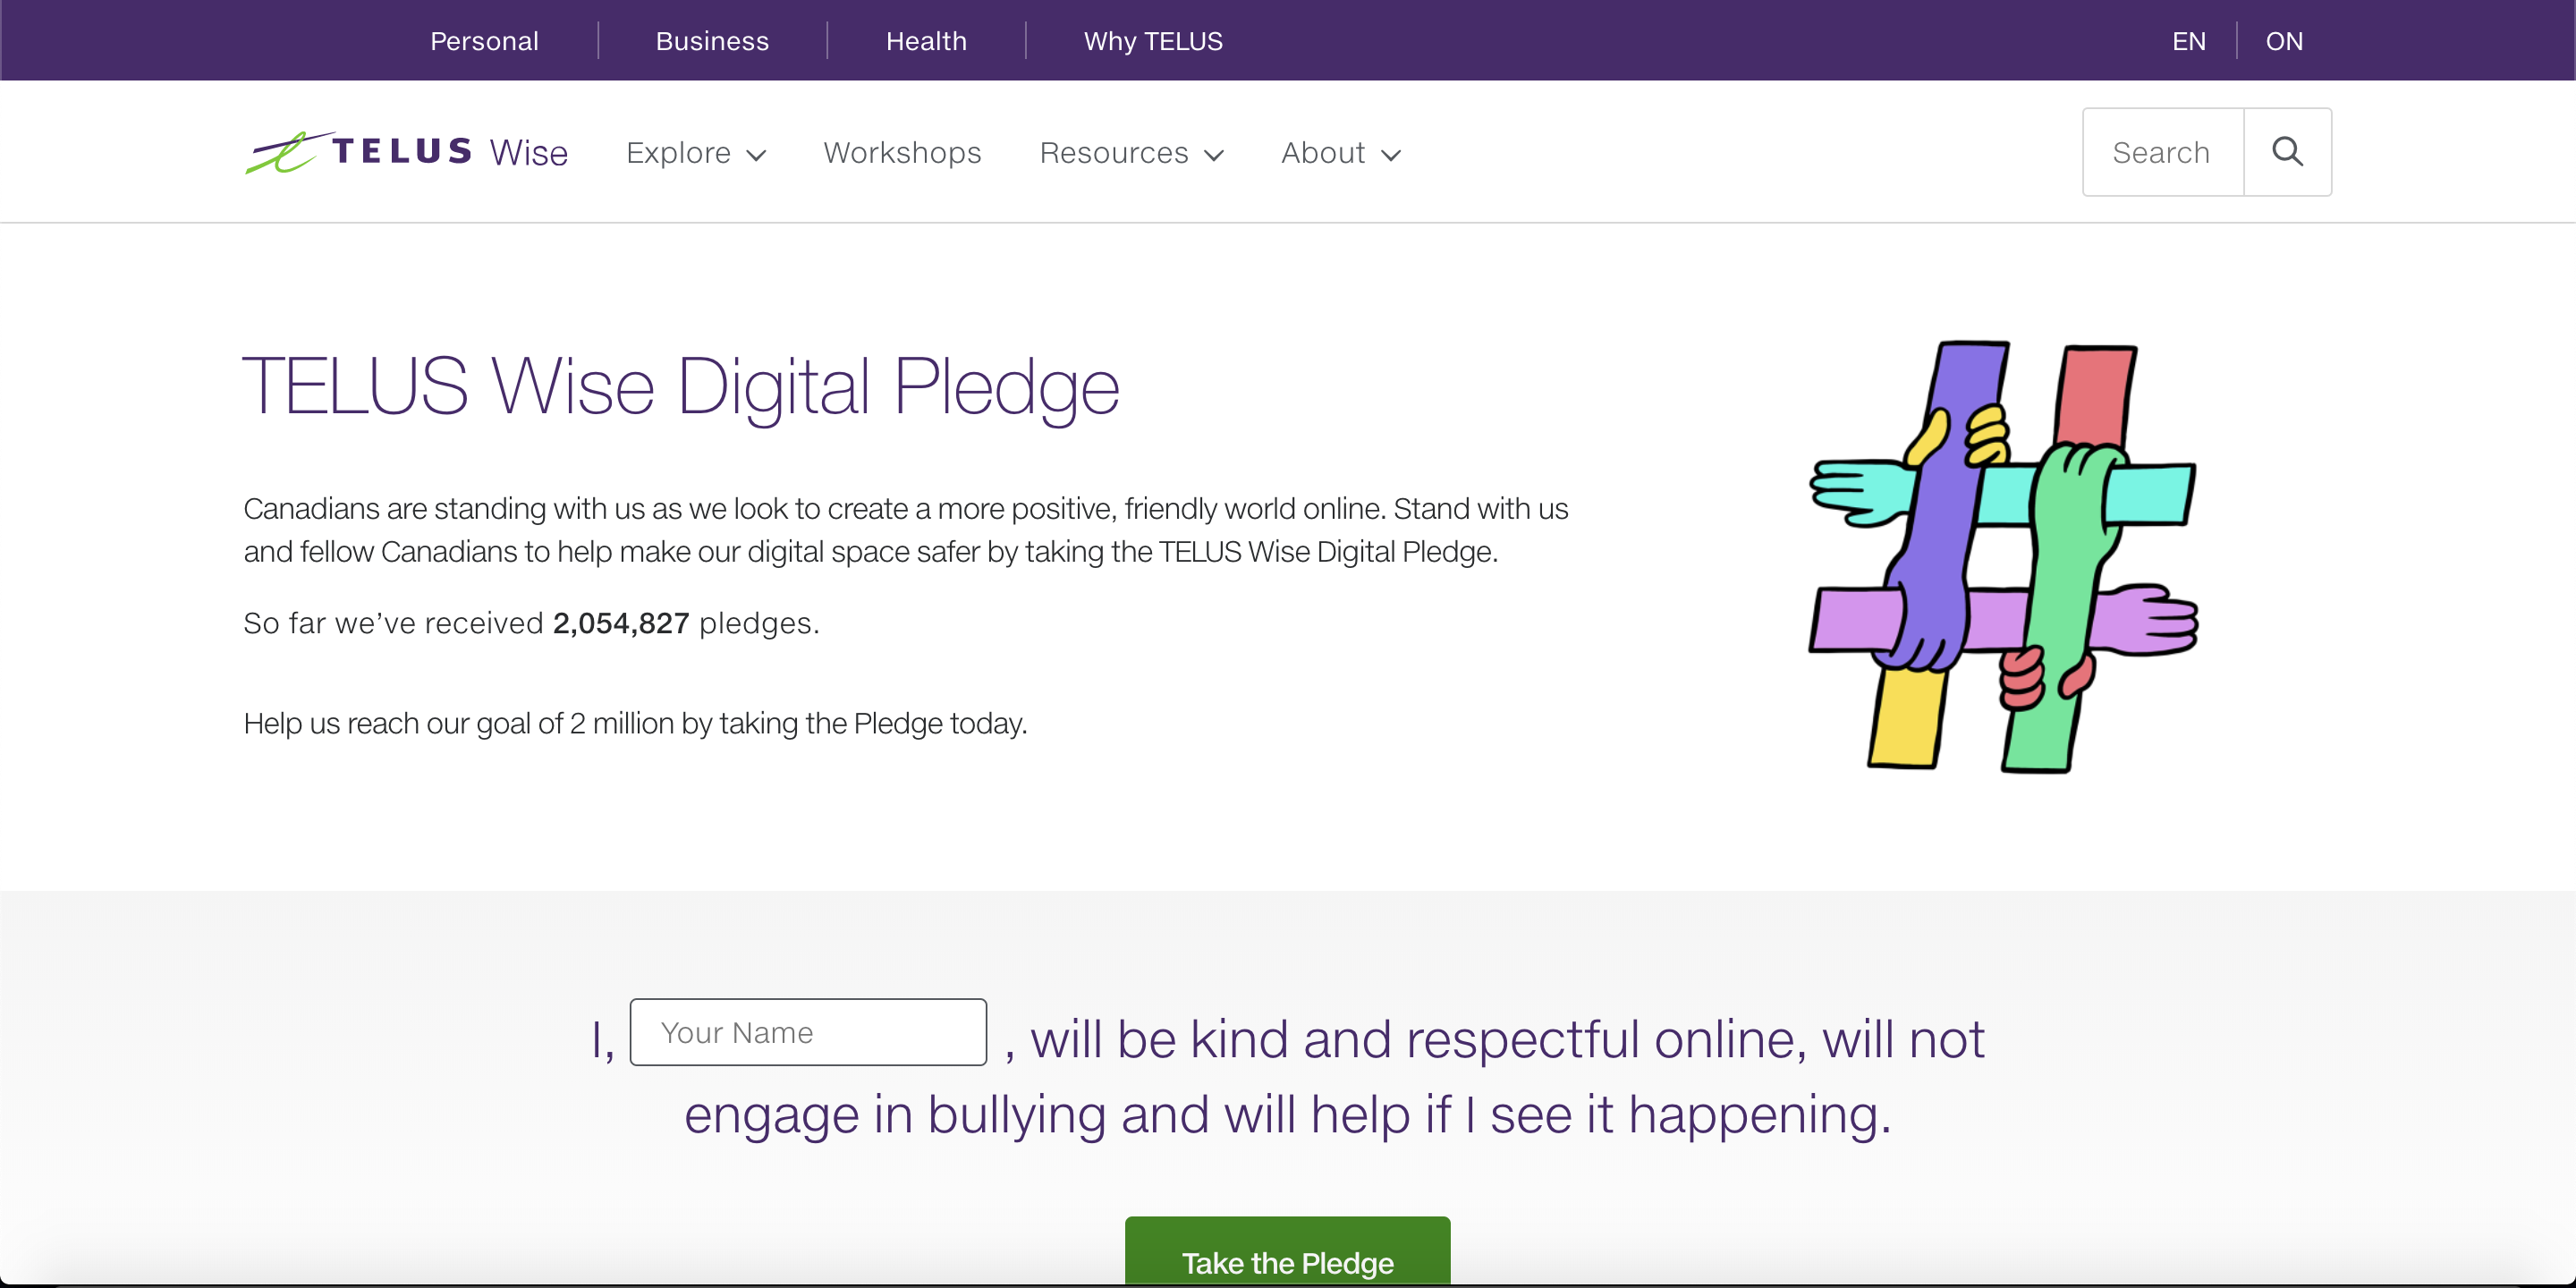 Personal
Business
Health
Why TELUS
EN
ON
TELUS Wise
Explore
Workshops
Resources
About
Search
TELUS Wise Digital Pledge
Canadians are standing with us as we look to create a more positive, friendly world online. Stand with us
and fellow Canadians to help make our digital space safer by taking the TELUS Wise Digital Pledge.
So far we’ve received 2,054,827 pledges.
Help us reach our goal of 2 million by taking the Pledge today.
I, Your Name , will be kind and respectful online, will not
engage in bullying and will help if I see it happening.
Take the Pledge